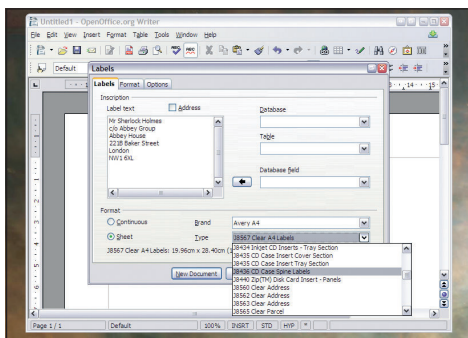 Untitled1 - OpenOffice.org Writer
File Edit View Insert Format Table Tools Window Help
Default
Labels
Labels Format Options
Inscription
Label text Address Database
Mr Sherlock Holmes
c/o Abbey Group
Abbey House
221B Baker Street
London
NW1 6XL
Table
Database field
Format
Continuous Brand Avery A4
Sheet Type J8567 Clear A4 Labels
J8567 Clear A4 Labels: 19.96cm x 28.40cm (
J8434 Inkjet CD Inserts - Tray Section
J8435 CD Case Insert Cover Section
J8435 CD Case Insert Tray Section
J8436 CD Case Spine Labels
J8440 Zip(TM) Disk Card Insert - Panels
J8560 Clear Address
J8562 Clear Address
J8563 Clear Address
J8565 Clear Parcel
New Document
Page 1 / 1 Default 100% INSRT STD HYP *